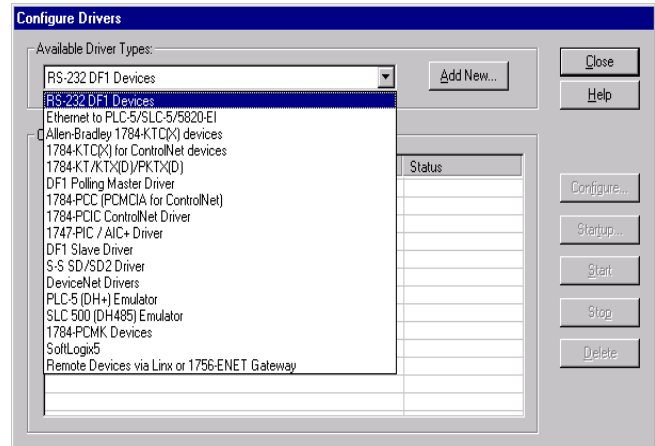 Configure Drivers
Available Driver Types:
RS-232 DF1 Devices
Add New...
Close
Help
RS-232 DF1 Devices
Ethernet to PLC-5/SLC-5/5820-EI
Allen-Bradley 1784-KTC(X) devices
1784-KTC(X) for ControlNet devices
1784-KT/KTX(D)/PKTX(D)
DF1 Polling Master Driver
1784-PCC (PCMCIA for ControlNet)
1784-PCIC ControlNet Driver
1747-PIC / AIC+ Driver
DF1 Slave Driver
S-S SD/SD2 Driver
DeviceNet Drivers
PLC-5 (DH+) Emulator
SLC 500 (DH485) Emulator
1784-PCMK Devices
SoftLogix5
Remote Devices via Linx or 1756-ENET Gateway
Status
Configure...
Startup...
Start
Stop
Delete